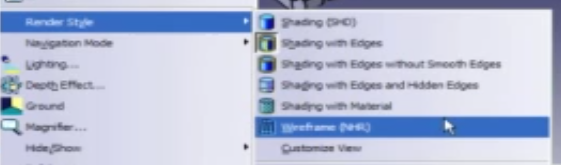 Render Style
Navigation Mode
Lighting...
Depth Effect...
Ground
Magnifier...
Hide/Show
Shading (SHD)
Shading with Edges
Shading with Edges without Smooth Edges
Shading with Edges and Hidden Edges
Shading with Material
Wireframe (NHR)
Customize View